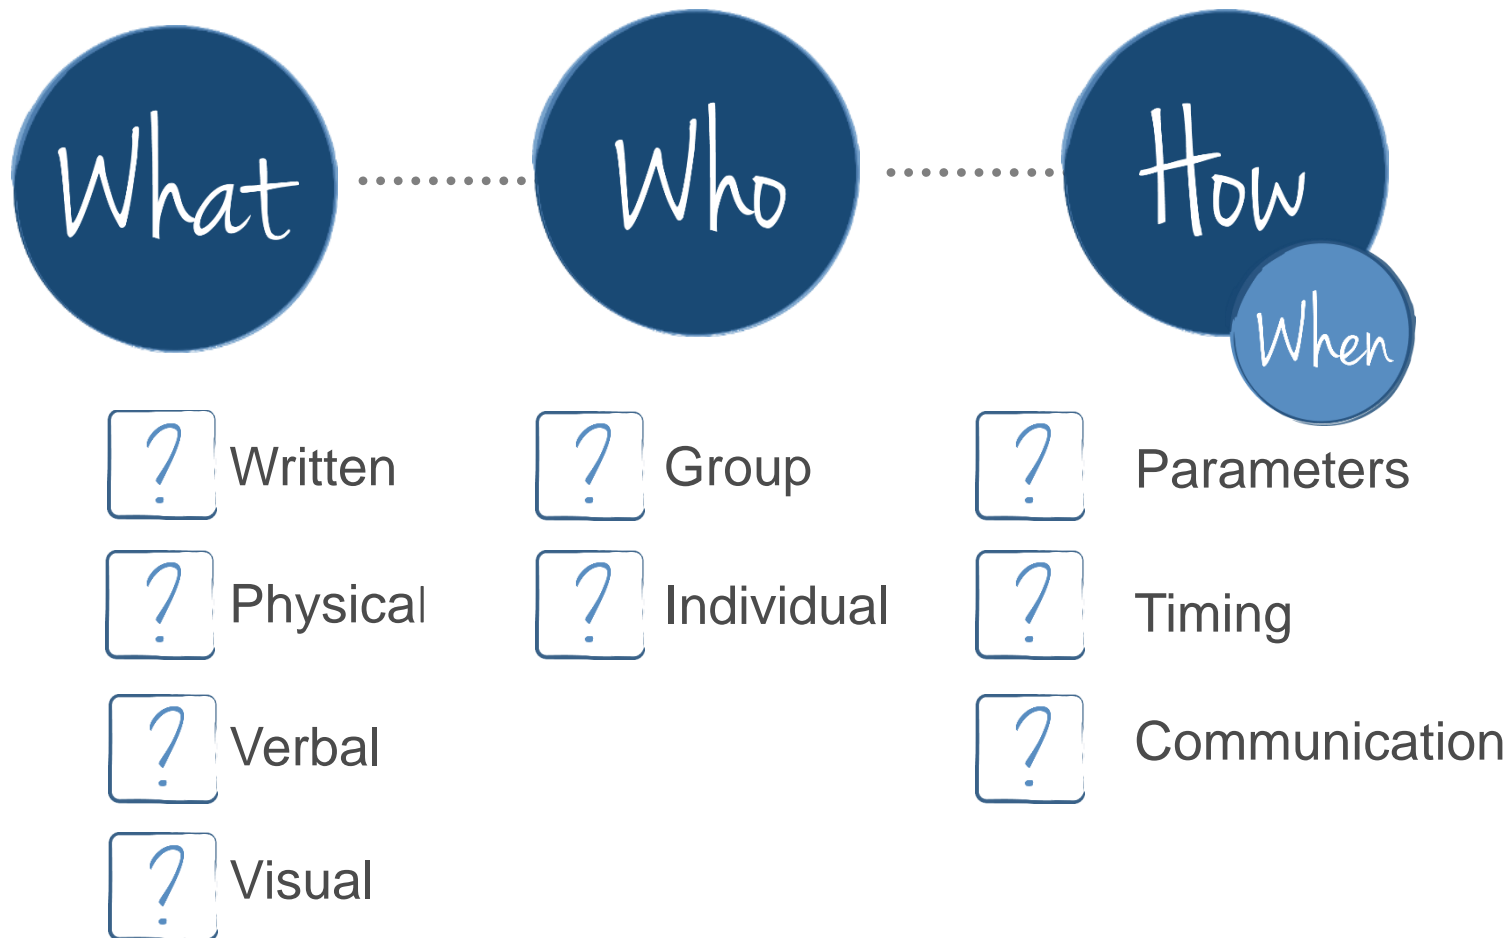 What
Who
How
When
? Written
? Physical
? Verbal
? Visual
? Group
? Individual
? Parameters
? Timing
? Communication